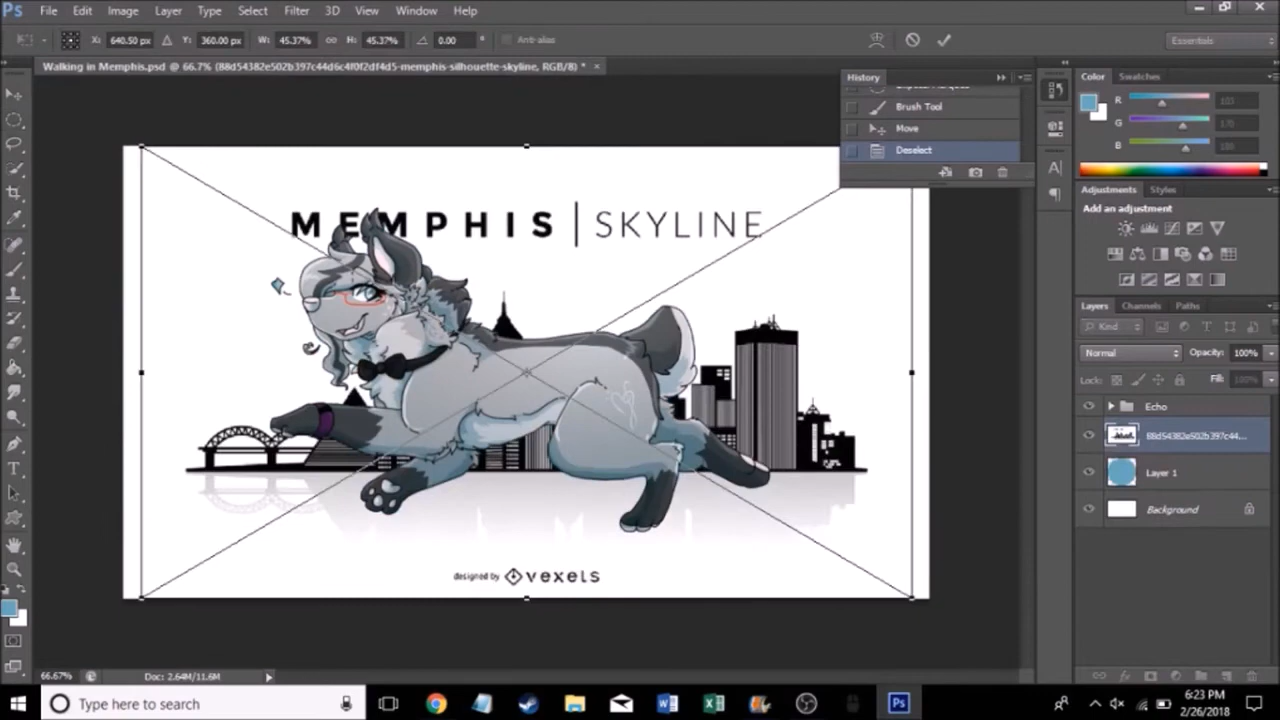 Ps File Edit Image Layer Type Select Filter 3D View Window Help
X: 640.50 px Y: 360.00 px W: 45.37% H: 45.37% 0.00 ° Anti-alias Essentials
Walking in Memphis.psd @ 66.7% (88d54382e502b397c44d6c4f0f2df4d5-memphis-silhouette-skyline, RGB/8) * ×
History
Brush Tool
Move
Deselect
Color Swatches
R
G
B
Adjustments Styles
Add an adjustment
Layers Channels Paths
Kind
Normal Opacity: 100%
Lock: Fill: 100%
Echo
88d54382e502b397c44...
Layer 1
Background
MEMPHIS | SKYLINE
designed by vexels
66.67% Doc: 2.64M/11.6M
Type here to search
Ps
6:23 PM
2/26/2018